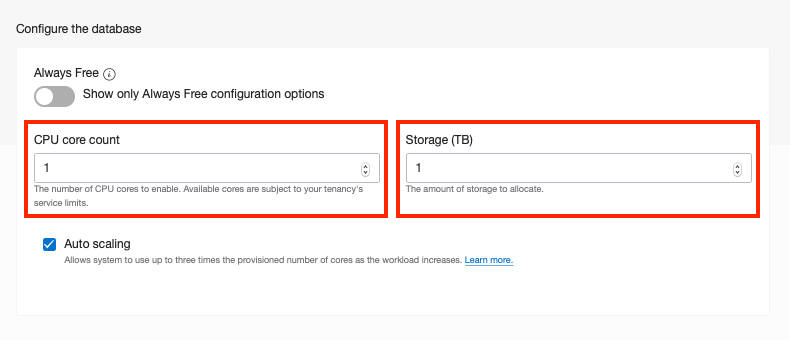 Configure the database
Always Free
Show only Always Free configuration options
CPU core count
1
The number of CPU cores to enable. Available cores are subject to your tenancy's
service limits.
Storage (TB)
1
The amount of storage to allocate.
Auto scaling
Allows system to use up to three times the provisioned number of cores as the workload increases. Learn more.